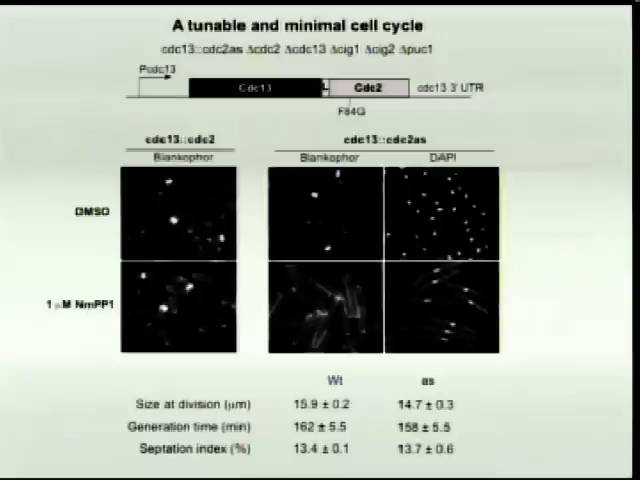 A tunable and minimal cell cycle
cdc13::cdc2as Δcdc2 Δcdc13 Δcig1 Δcig2 Δpuc1
Pcdc13
Cdc13 L Cdc2 cdc13 3' UTR
F84G
cdc13::cdc2 cdc13::cdc2as
Blankophor Blankophor DAPI
DMSO
1 μM NmPP1
Wt as
Size at division (μm) 15.9 ± 0.2 14.7 ± 0.3
Generation time (min) 162 ± 5.5 158 ± 5.5
Septation index (%) 13.4 ± 0.1 13.7 ± 0.6